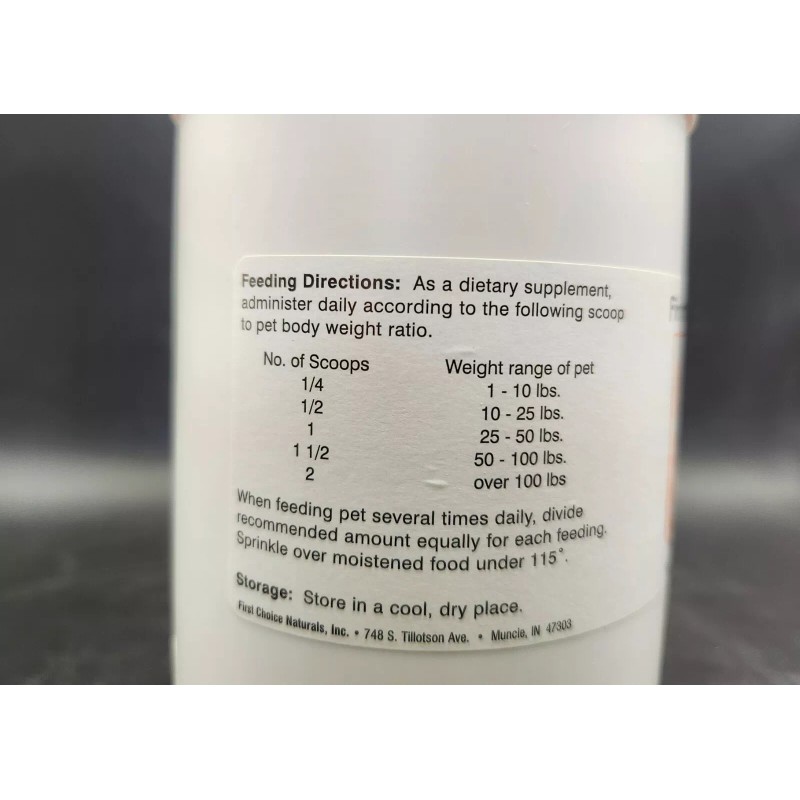 Feeding Directions: As a dietary supplement,
administer daily according to the following scoop
to pet body weight ratio.
No. of Scoops Weight range of pet
1/4 1 - 10 lbs.
1/2 10 - 25 lbs.
1 25 - 50 lbs.
1 1/2 50 - 100 lbs.
2 over 100 lbs
When feeding pet several times daily, divide
recommended amount equally for each feeding.
Sprinkle over moistened food under 115°.
Storage: Store in a cool, dry place.
First Choice Naturals, Inc. • 748 S. Tillotson Ave. • Muncie, IN 47303